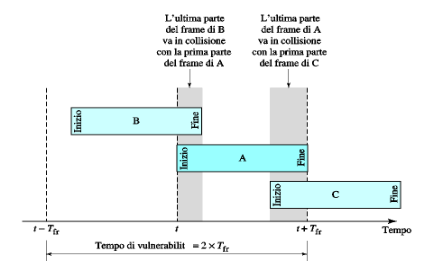 L'ultima parte
del frame di B
va in collisione
con la prima parte
del frame di A
L'ultima parte
del frame di A
va in collisione
con la prima parte
del frame di C
Inizio
B
Fine
Inizio
A
Fine
Inizio
C
Fine
t – Tfr
t
t + Tfr
Tempo
Tempo di vulnerabilit = 2 × Tfr